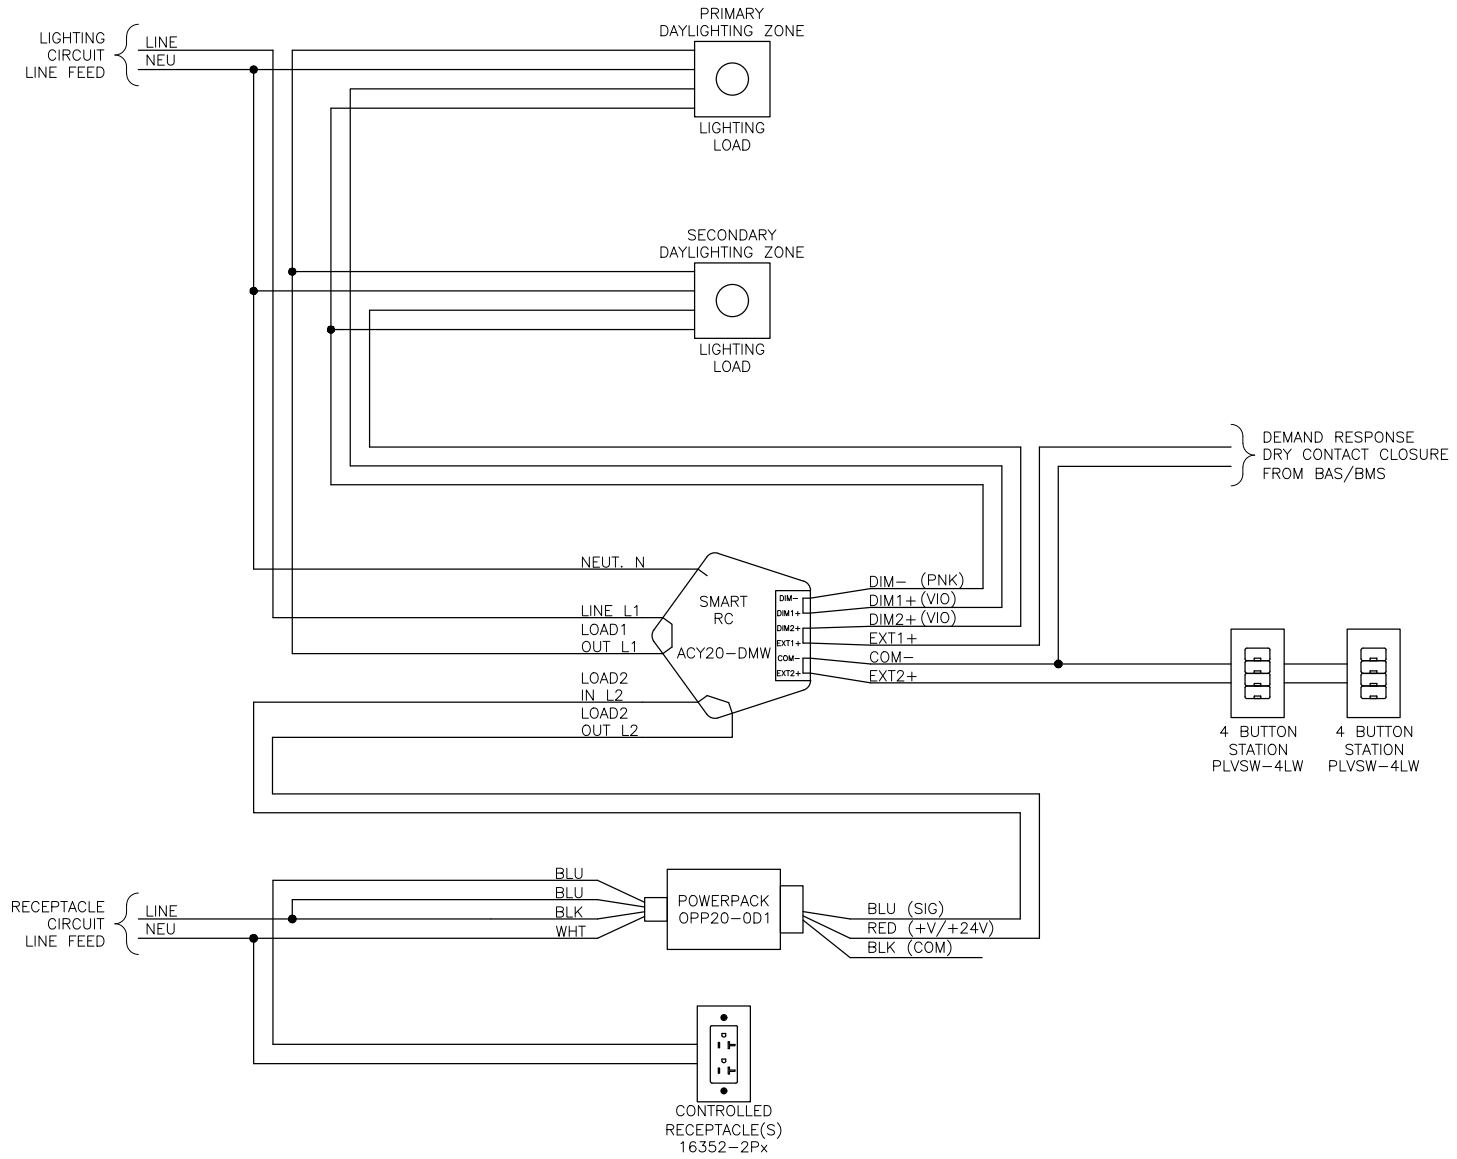 PRIMARY
DAYLIGHTING ZONE
LIGHTING
CIRCUIT
LINE FEED
LINE
NEU
LIGHTING
LOAD
SECONDARY
DAYLIGHTING ZONE
LIGHTING
LOAD
DEMAND RESPONSE
DRY CONTACT CLOSURE
FROM BAS/BMS
NEUT. N
LINE L1
LOAD1
OUT L1
LOAD2
IN L2
LOAD2
OUT L2
SMART
RC
ACY20-DMW
DIM-
DIM1+
DIM2+
EXT1+
COM-
EXT2+
DIM- (PNK)
DIM1+ (VIO)
DIM2+ (VIO)
EXT1+
COM-
EXT2+
4 BUTTON
STATION
PLVSW-4LW
4 BUTTON
STATION
PLVSW-4LW
RECEPTACLE
CIRCUIT
LINE FEED
LINE
NEU
BLU
BLU
BLK
WHT
POWERPACK
OPP20-0D1
BLU (SIG)
RED (+V/+24V)
BLK (COM)
CONTROLLED
RECEPTACLE(S)
16352-2Px